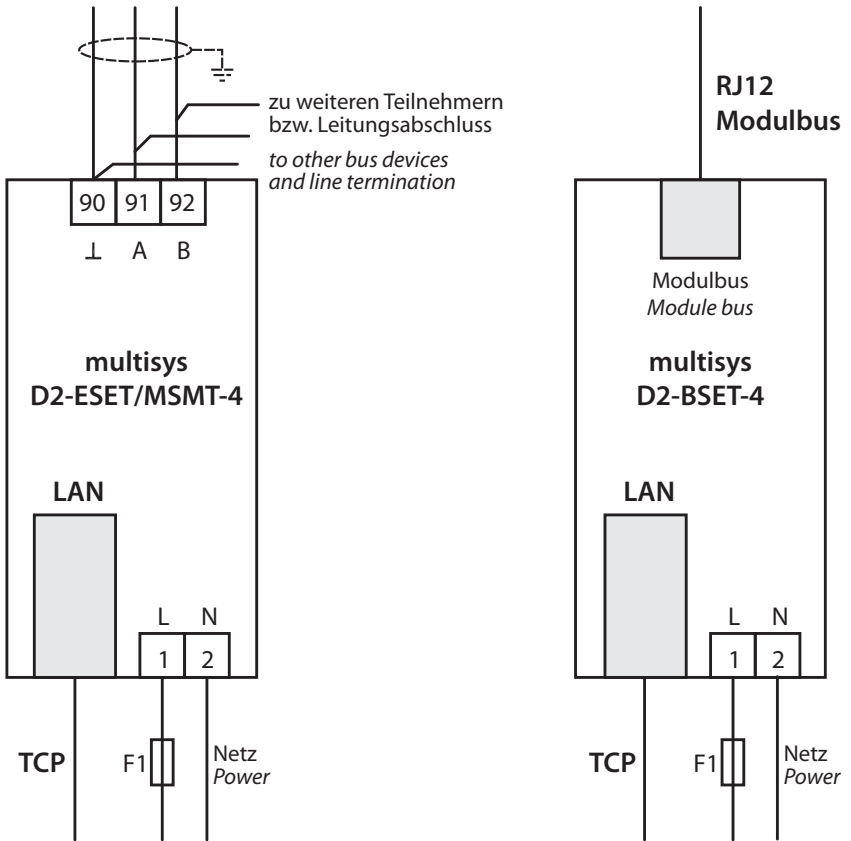 zu weiteren Teilnehmern
bzw. Leitungsabschluss
to other bus devices
and line termination
90 91 92
⊥ A B
multisys
D2-ESET/MSMT-4
LAN
L N
1 2
TCP
F1
Netz
Power
RJ12
Modulbus
Modulbus
Module bus
multisys
D2-BSET-4
LAN
L N
1 2
TCP
F1
Netz
Power